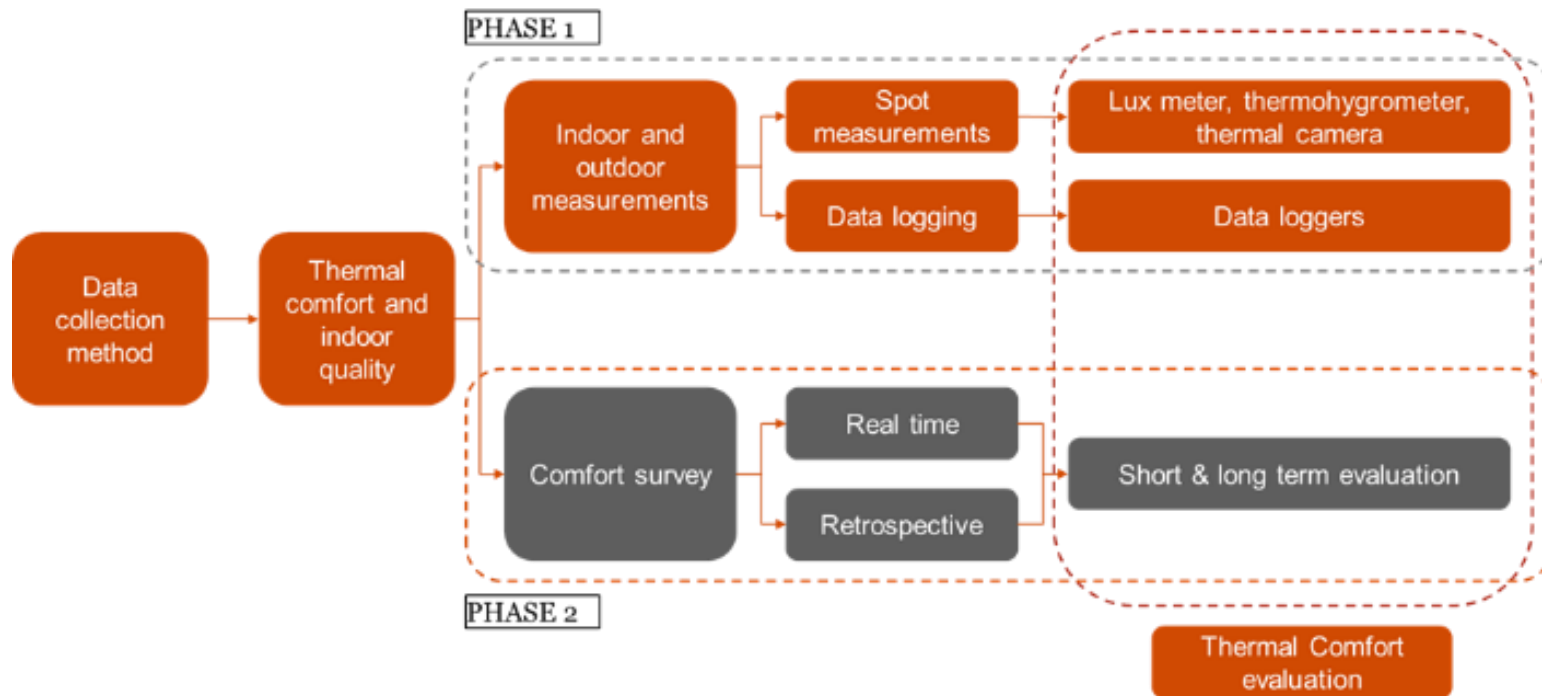 PHASE 1
Data
collection
method
Thermal
comfort and
indoor
quality
Indoor and
outdoor
measurements
Spot
measurements
Lux meter, thermohygrometer,
thermal camera
Data logging
Data loggers
Comfort survey
Real time
Retrospective
Short & long term evaluation
PHASE 2
Thermal Comfort
evaluation